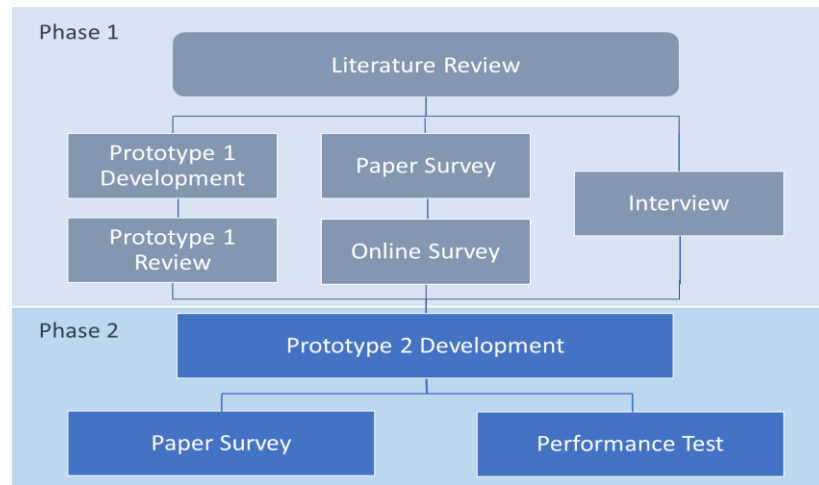 Phase 1
Literature Review
Prototype 1
Development
Paper Survey
Interview
Prototype 1
Review
Online Survey
Phase 2
Prototype 2 Development
Paper Survey
Performance Test